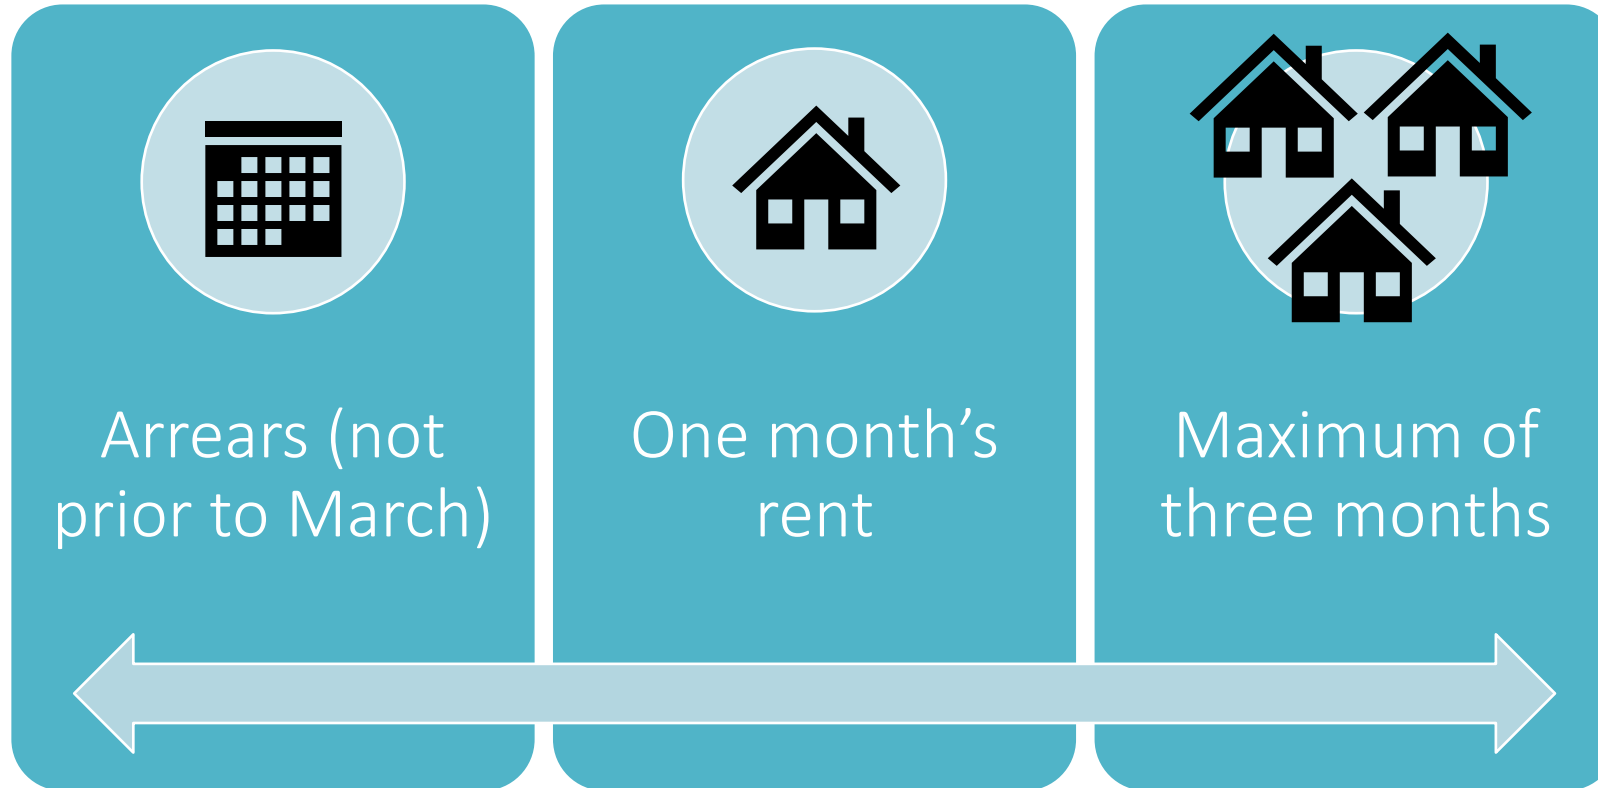 Arrears (not
prior to March)
One month’s
rent
Maximum of
three months